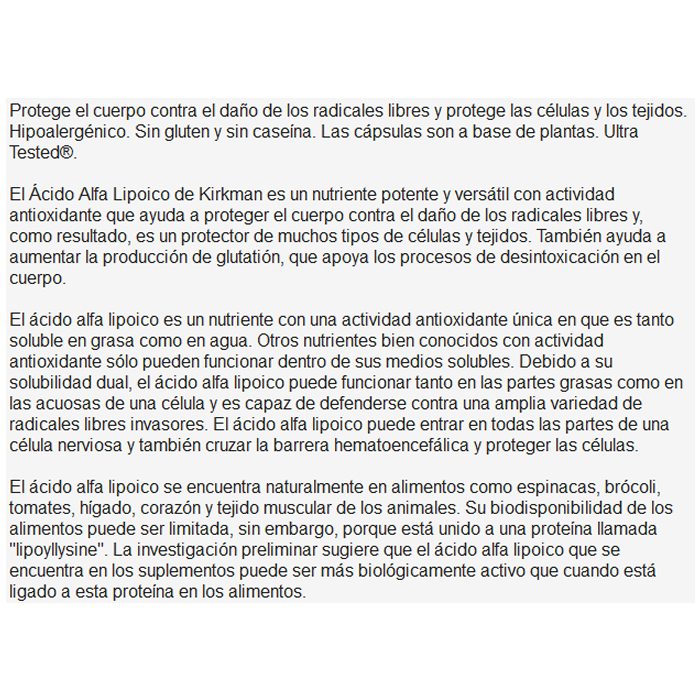 Protege el cuerpo contra el daño de los radicales libres y protege las células y los tejidos.
Hipoalergénico. Sin gluten y sin caseína. Las cápsulas son a base de plantas. Ultra
Tested®.
El Ácido Alfa Lipoico de Kirkman es un nutriente potente y versátil con actividad
antioxidante que ayuda a proteger el cuerpo contra el daño de los radicales libres y,
como resultado, es un protector de muchos tipos de células y tejidos. También ayuda a
aumentar la producción de glutatión, que apoya los procesos de desintoxicación en el
cuerpo.
El ácido alfa lipoico es un nutriente con una actividad antioxidante única en que es tanto
soluble en grasa como en agua. Otros nutrientes bien conocidos con actividad
antioxidante sólo pueden funcionar dentro de sus medios solubles. Debido a su
solubilidad dual, el ácido alfa lipoico puede funcionar tanto en las partes grasas como en
las acuosas de una célula y es capaz de defenderse contra una amplia variedad de
radicales libres invasores. El ácido alfa lipoico puede entrar en todas las partes de una
célula nerviosa y también cruzar la barrera hematoencefálica y proteger las células.
El ácido alfa lipoico se encuentra naturalmente en alimentos como espinacas, brócoli,
tomates, hígado, corazón y tejido muscular de los animales. Su biodisponibilidad de los
alimentos puede ser limitada, sin embargo, porque está unido a una proteína llamada
"lipoyllysine". La investigación preliminar sugiere que el ácido alfa lipoico que se
encuentra en los suplementos puede ser más biológicamente activo que cuando está
ligado a esta proteína en los alimentos.